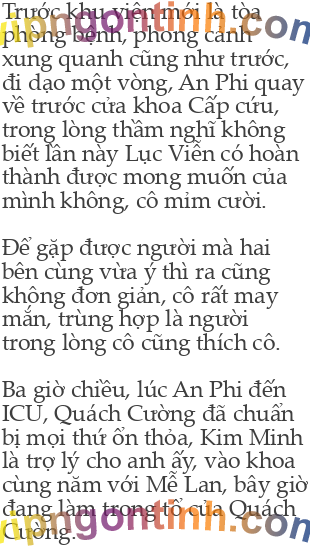 Trước khu viện mới là tòa
phòng bệnh, phong cảnh
xung quanh cũng như trước,
đi dạo một vòng, An Phi quay
về trước cửa khoa Cấp cứu,
trong lòng thầm nghĩ không
biết lần này Lục Viễn có hoàn
thành được mong muốn của
mình không, cô mỉm cười.
Để gặp được người mà hai
bên cùng vừa ý thì ra cũng
không đơn giản, cô rất may
mắn, trùng hợp là người
trong lòng cô cũng thích cô.
Ba giờ chiều, lúc An Phi đến
ICU, Quách Cường đã chuẩn
bị mọi thứ ổn thỏa, Kim Minh
là trợ lý cho anh ấy, vào khoa
cùng năm với Mễ Lan, bây giờ
đang làm trong tổ của Quách
Cường.
vipngontinh.com
vipngontinh.com